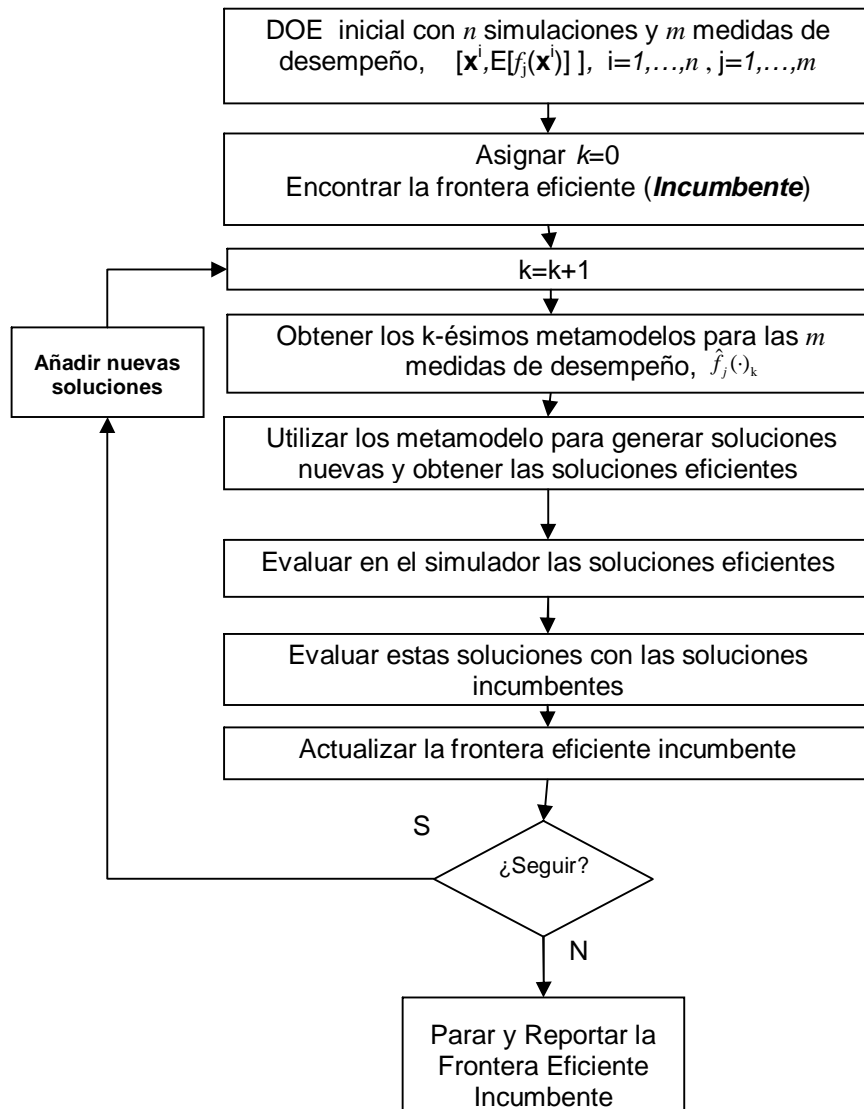 DOE inicial con n simulaciones y m medidas de
desempeño, [x^i,E[f_j(x^i)] ], i=1,…,n , j=1,…,m
Asignar k=0
Encontrar la frontera eficiente (Incumbente)
k=k+1
Obtener los k-ésimos metamodelos para las m
medidas de desempeño, f̂_j(·)_k
Añadir nuevas
soluciones
Utilizar los metamodelo para generar soluciones
nuevas y obtener las soluciones eficientes
Evaluar en el simulador las soluciones eficientes
Evaluar estas soluciones con las soluciones
incumbentes
Actualizar la frontera eficiente incumbente
S
¿Seguir?
N
Parar y Reportar la
Frontera Eficiente
Incumbente